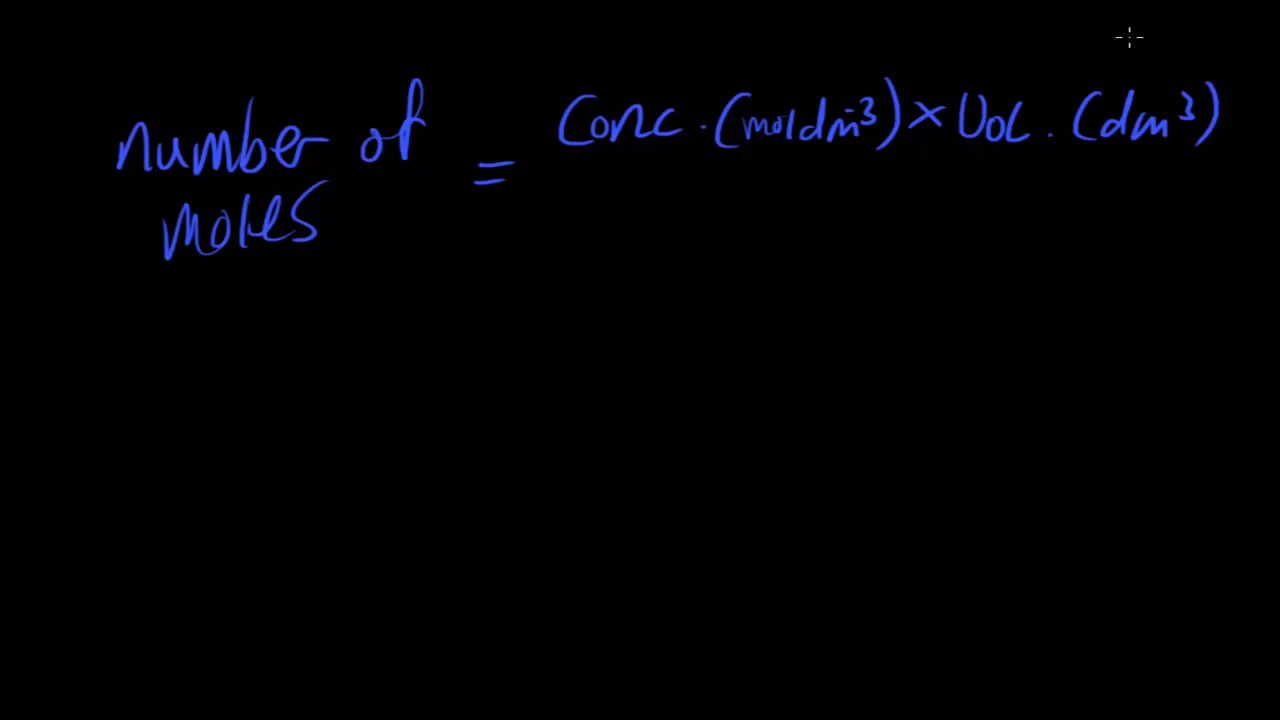 number of = Conc. (moldm⁻³) × Vol. (dm³)
moles